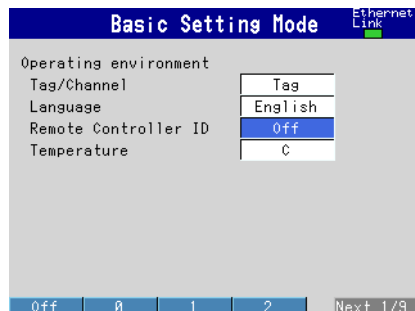 Basic Setting Mode
Ethernet
Link
Operating environment
Tag/Channel Tag
Language English
Remote Controller ID Off
Temperature C
Off 0 1 2 Next 1/9